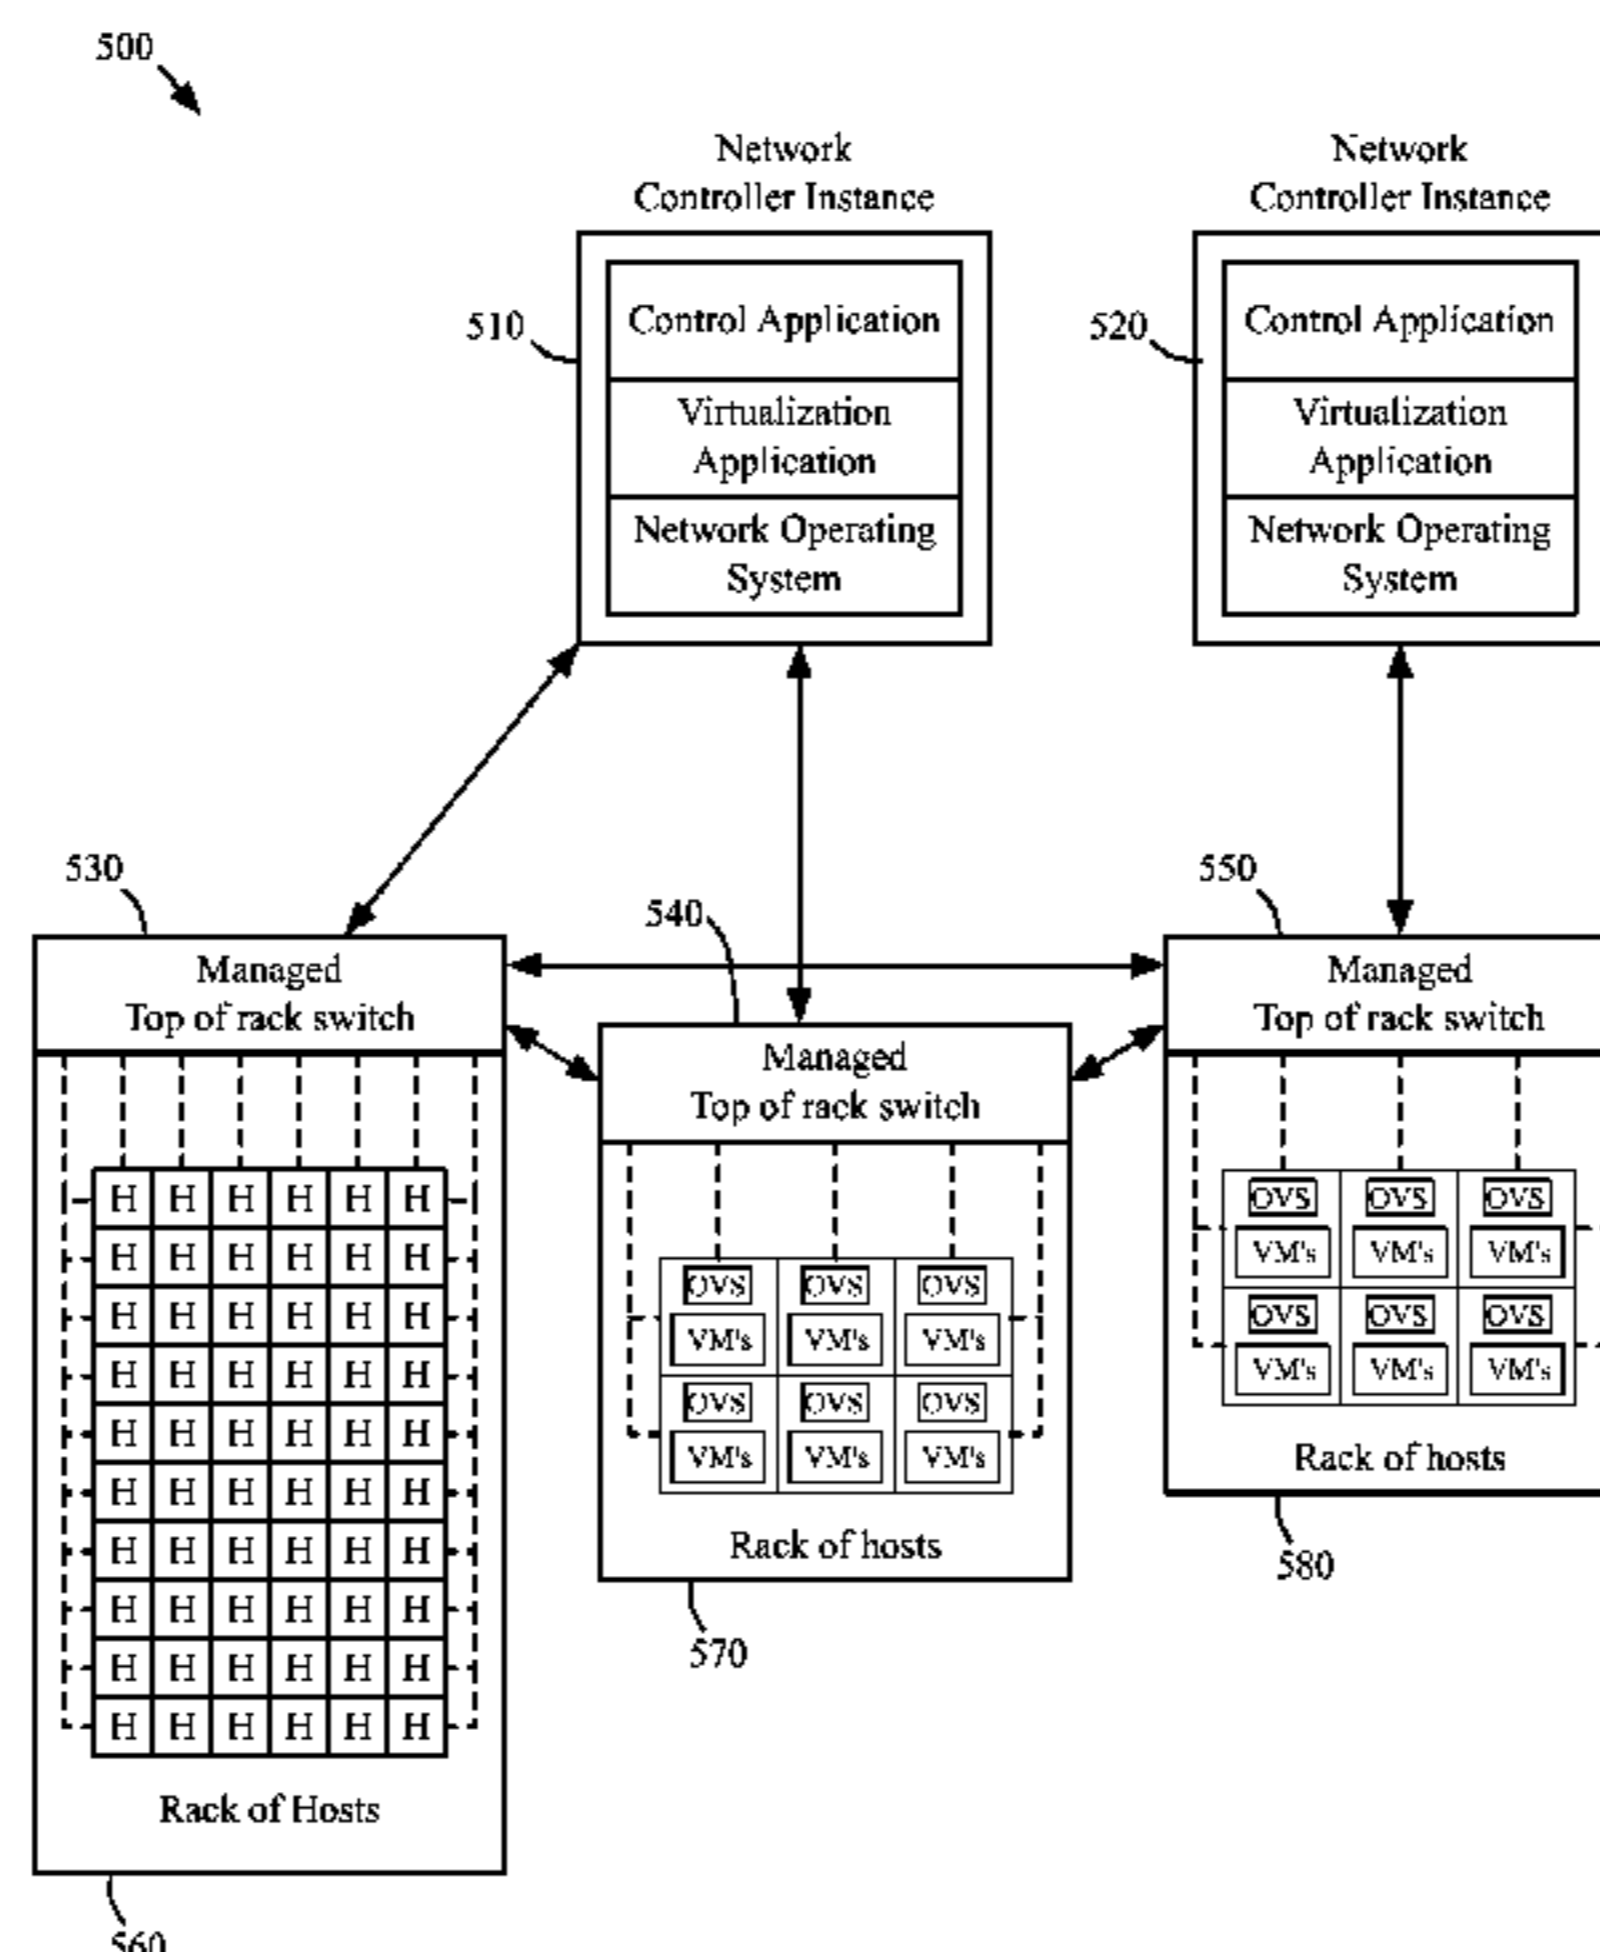 500
Network
Controller Instance
Network
Controller Instance
510
Control Application
Virtualization
Application
Network Operating
System
520
Control Application
Virtualization
Application
Network Operating
System
530
540
550
Managed
Top of rack switch
Managed
Top of rack switch
Managed
Top of rack switch
H H H H H H
H H H H H H
H H H H H H
H H H H H H
H H H H H H
H H H H H H
H H H H H H
H H H H H H
H H H H H H
H H H H H H
Rack of Hosts
560
OVS OVS OVS
VM's VM's VM's
OVS OVS OVS
VM's VM's VM's
Rack of hosts
570
OVS OVS OVS
VM's VM's VM's
OVS OVS OVS
VM's VM's VM's
Rack of hosts
580